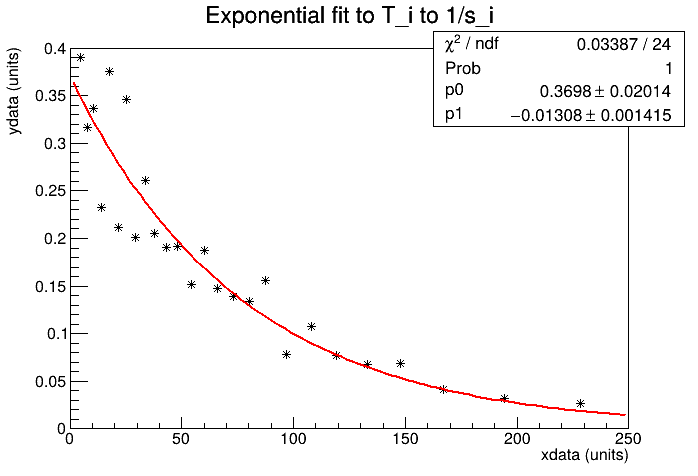 Exponential fit to T_i to 1/s_i
χ² / ndf 0.03387 / 24
Prob 1
p0 0.3698 ± 0.02014
p1 −0.01308 ± 0.001415
ydata (units)
0.4
0.35
0.3
0.25
0.2
0.15
0.1
0.05
0
0 50 100 150 200 250
xdata (units)